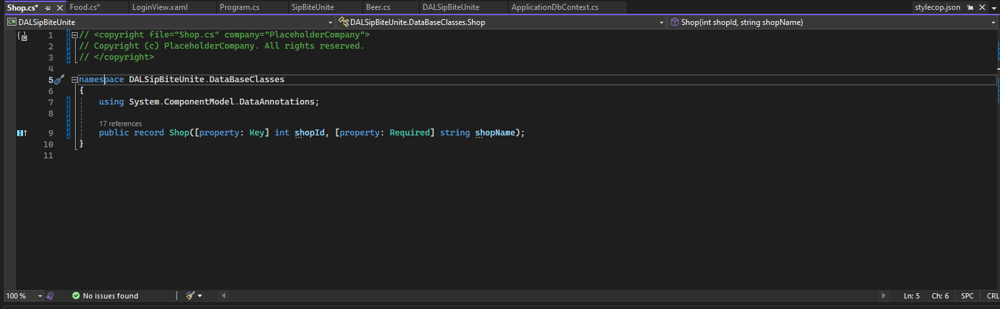 Shop.cs* Food.cs* LoginView.xaml Program.cs SipBiteUnite Beer.cs DALSipBiteUnite ApplicationDbContext.cs stylecop.json
C# DALSipBiteUnite DALSipBiteUnite.DataBaseClasses.Shop Shop(int shopId, string shopName)
1 // <copyright file="Shop.cs" company="PlaceholderCompany">
2 // Copyright (c) PlaceholderCompany. All rights reserved.
3 // </copyright>
4
5 namespace DALSipBiteUnite.DataBaseClasses
6 {
7 using System.ComponentModel.DataAnnotations;
8
17 references
9 public record Shop([property: Key] int shopId, [property: Required] string shopName);
10 }
11
100 % No issues found Ln: 5 Ch: 6 SPC CRL